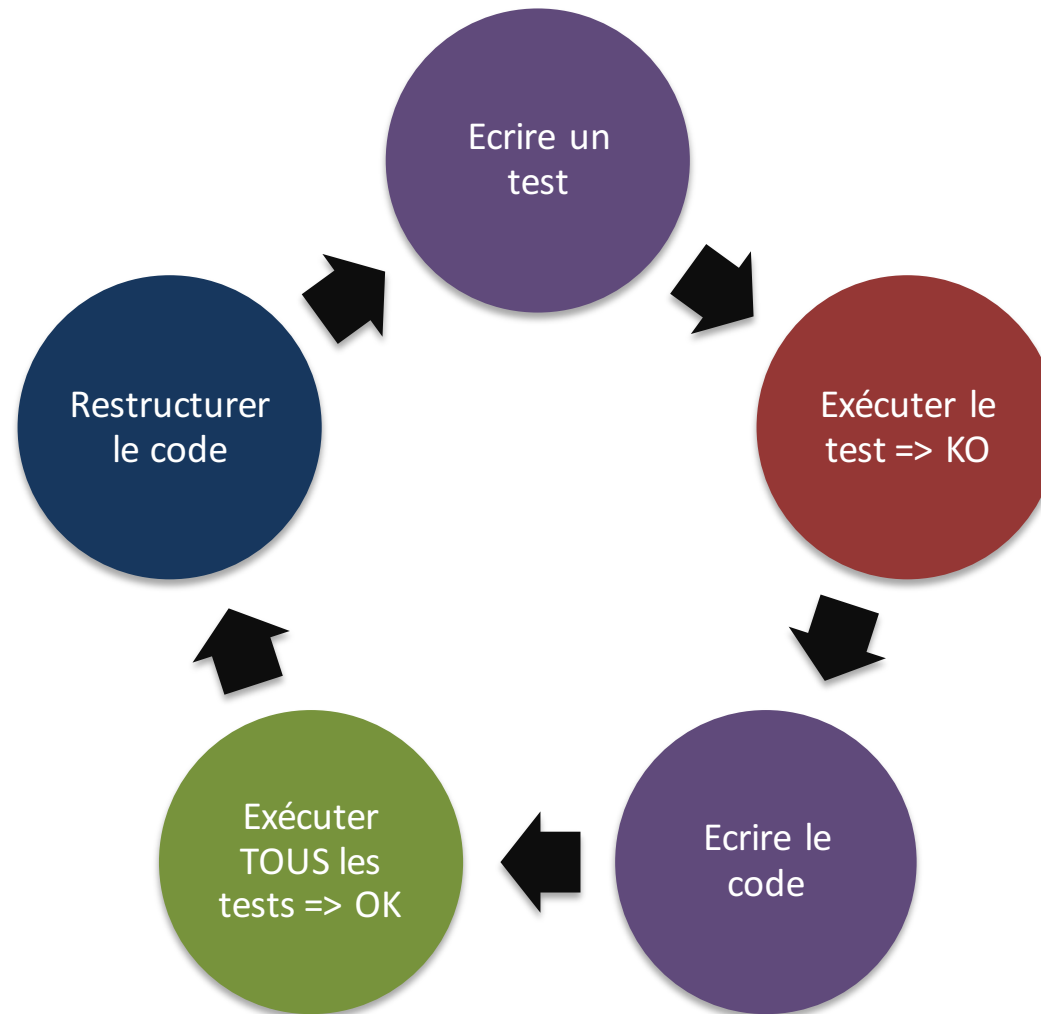 Ecrire un
test
Exécuter le
test => KO
Ecrire le
code
Exécuter
TOUS les
tests => OK
Restructurer
le code